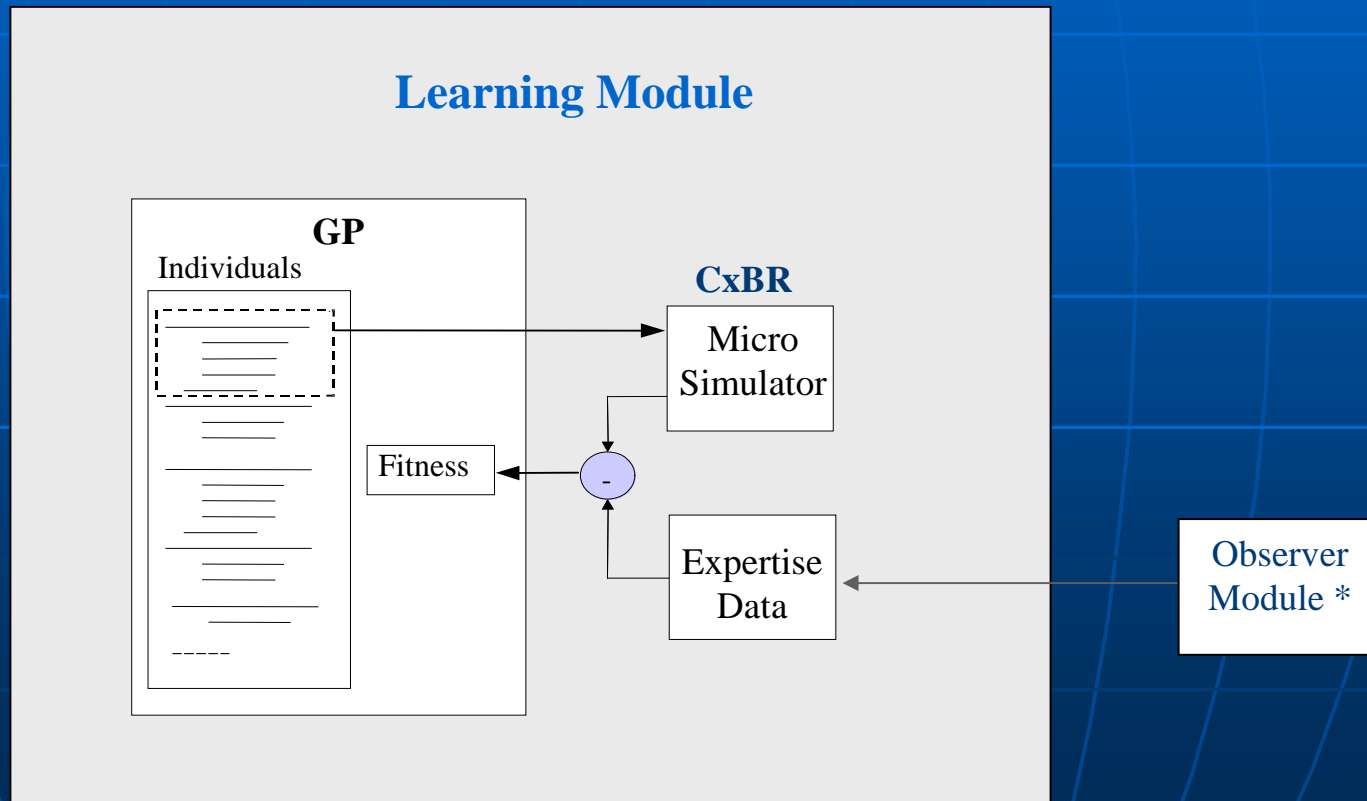 Learning Module
GP
Individuals
CxBR
Micro
Simulator
Fitness
-
Expertise
Data
Observer
Module *